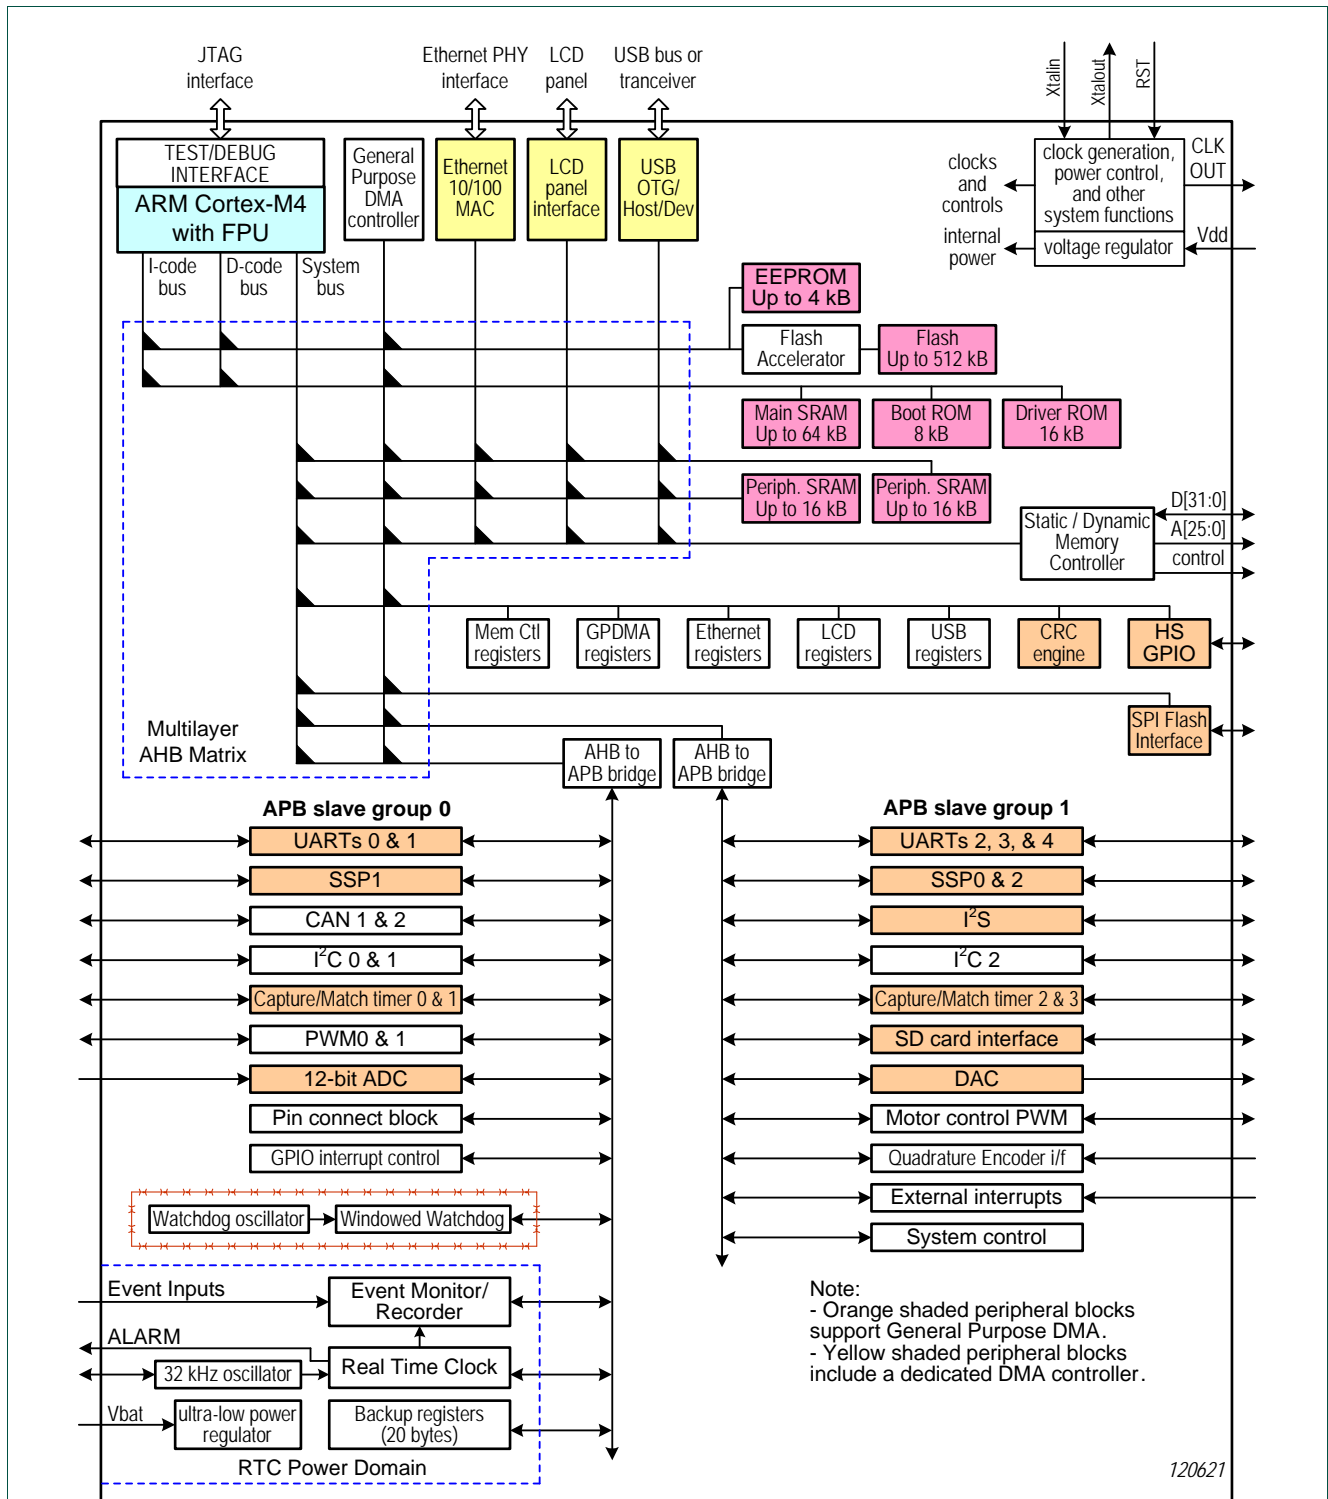 JTAG
interface
Ethernet PHY
interface
LCD
panel
USB bus or
tranceiver
Xtalin
Xtalout
RST
TEST/DEBUG
INTERFACE
ARM Cortex-M4
with FPU
General
Purpose
DMA
controller
Ethernet
10/100
MAC
LCD
panel
interface
USB
OTG/
Host/Dev
clocks
and
controls
clock generation,
power control,
and other
system functions
CLK
OUT
internal
power
voltage regulator
Vdd
I-code
bus
D-code
bus
System
bus
EEPROM
Up to 4 kB
Flash
Accelerator
Flash
Up to 512 kB
Main SRAM
Up to 64 kB
Boot ROM
8 kB
Driver ROM
16 kB
Periph. SRAM
Up to 16 kB
Periph. SRAM
Up to 16 kB
Static / Dynamic
Memory
Controller
D[31:0]
A[25:0]
control
Mem Ctl
registers
GPDMA
registers
Ethernet
registers
LCD
registers
USB
registers
CRC
engine
HS
GPIO
SPI Flash
Interface
Multilayer
AHB Matrix
AHB to
APB bridge
AHB to
APB bridge
APB slave group 0
UARTs 0 & 1
SSP1
CAN 1 & 2
I²C 0 & 1
Capture/Match timer 0 & 1
PWM0 & 1
12-bit ADC
Pin connect block
GPIO interrupt control
Watchdog oscillator
Windowed Watchdog
APB slave group 1
UARTs 2, 3, & 4
SSP0 & 2
I²S
I²C 2
Capture/Match timer 2 & 3
SD card interface
DAC
Motor control PWM
Quadrature Encoder i/f
External interrupts
System control
Event Inputs
Event Monitor/
Recorder
ALARM
Real Time Clock
32 kHz oscillator
Vbat
ultra-low power
regulator
Backup registers
(20 bytes)
RTC Power Domain
Note:
- Orange shaded peripheral blocks
support General Purpose DMA.
- Yellow shaded peripheral blocks
include a dedicated DMA controller.
120621